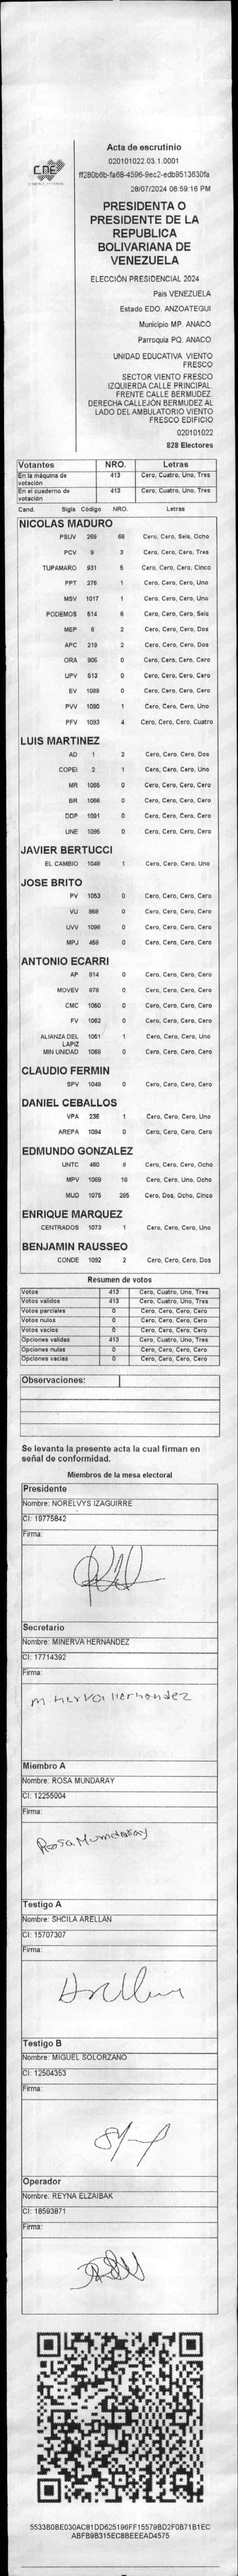 CNE
Acta de escrutinio
020101022.03.1.0001
ff280b6b-fa68-4596-9ec2-edb9513630fa
28/07/2024 06:59:16 PM
PRESIDENTA O
PRESIDENTE DE LA
REPUBLICA
BOLIVARIANA DE
VENEZUELA
ELECCIÓN PRESIDENCIAL 2024
Pais VENEZUELA
Estado EDO. ANZOATEGUI
Municipio MP. ANACO
Parroquia PQ. ANACO
UNIDAD EDUCATIVA VIENTO
FRESCO
SECTOR VIENTO FRESCO
IZQUIERDA CALLE PRINCIPAL.
FRENTE CALLE BERMUDEZ.
DERECHA CALLEJÓN BERMUDEZ AL
LADO DEL AMBULATORIO VIENTO
FRESCO EDIFICIO
020101022
828 Electores
Votantes NRO. Letras
En la máquina de votación 413 Cero, Cuatro, Uno, Tres
En el cuaderno de votación 413 Cero, Cuatro, Uno, Tres
Cand. Sigla Código NRO. Letras
NICOLAS MADURO
PSUV 269 68 Cero, Cero, Seis, Ocho
PCV 9 3 Cero, Cero, Cero, Tres
TUPAMARO 931 5 Cero, Cero, Cero, Cinco
PPT 276 1 Cero, Cero, Cero, Uno
MSV 1017 1 Cero, Cero, Cero, Uno
PODEMOS 514 6 Cero, Cero, Cero, Seis
MEP 6 2 Cero, Cero, Cero, Dos
APC 219 2 Cero, Cero, Cero, Dos
ORA 906 0 Cero, Cero, Cero, Cero
UPV 513 0 Cero, Cero, Cero, Cero
EV 1089 0 Cero, Cero, Cero, Cero
PVV 1090 1 Cero, Cero, Cero, Uno
PFV 1093 4 Cero, Cero, Cero, Cuatro
LUIS MARTINEZ
AD 1 2 Cero, Cero, Cero, Dos
COPEI 2 1 Cero, Cero, Cero, Uno
MR 1065 0 Cero, Cero, Cero, Cero
BR 1066 0 Cero, Cero, Cero, Cero
DDP 1091 0 Cero, Cero, Cero, Cero
UNE 1095 0 Cero, Cero, Cero, Cero
JAVIER BERTUCCI
EL CAMBIO 1048 1 Cero, Cero, Cero, Uno
JOSE BRITO
PV 1053 0 Cero, Cero, Cero, Cero
VU 868 0 Cero, Cero, Cero, Cero
UVV 1096 0 Cero, Cero, Cero, Cero
MPJ 458 0 Cero, Cero, Cero, Cero
ANTONIO ECARRI
AP 814 0 Cero, Cero, Cero, Cero
MOVEV 878 0 Cero, Cero, Cero, Cero
CMC 1060 0 Cero, Cero, Cero, Cero
FV 1062 0 Cero, Cero, Cero, Cero
ALIANZA DEL LAPIZ 1051 1 Cero, Cero, Cero, Uno
MIN UNIDAD 1068 0 Cero, Cero, Cero, Cero
CLAUDIO FERMIN
SPV 1049 0 Cero, Cero, Cero, Cero
DANIEL CEBALLOS
VPA 236 1 Cero, Cero, Cero, Uno
AREPA 1094 0 Cero, Cero, Cero, Cero
EDMUNDO GONZALEZ
UNTC 460 8 Cero, Cero, Cero, Ocho
MPV 1069 18 Cero, Cero, Uno, Ocho
MUD 1075 285 Cero, Dos, Ocho, Cinco
ENRIQUE MARQUEZ
CENTRADOS 1073 1 Cero, Cero, Cero, Uno
BENJAMIN RAUSSEO
CONDE 1092 2 Cero, Cero, Cero, Dos
Resumen de votos
Votos 413 Cero, Cuatro, Uno, Tres
Votos validos 413 Cero, Cuatro, Uno, Tres
Votos parciales 0 Cero, Cero, Cero, Cero
Votos nulos 0 Cero, Cero, Cero, Cero
Votos vacios 0 Cero, Cero, Cero, Cero
Opciones validas 413 Cero, Cuatro, Uno, Tres
Opciones nulas 0 Cero, Cero, Cero, Cero
Opciones vacias 0 Cero, Cero, Cero, Cero
Observaciones:
Se levanta la presente acta la cual firman en
señal de conformidad.
Miembros de la mesa electoral
Presidente
Nombre: NORELVYS IZAGUIRRE
CI: 19775842
Firma:
Secretario
Nombre: MINERVA HERNANDEZ
CI: 17714392
Firma:
Minerva Hernandez
Miembro A
Nombre: ROSA MUNDARAY
CI: 12255004
Firma:
Rosa Mundaray
Testigo A
Nombre: SHCILA ARELLAN
CI: 15707307
Firma:
Testigo B
Nombre: MIGUEL SOLORZANO
CI: 12504353
Firma:
Operador
Nombre: REYNA ELZAIBAK
CI: 18593871
Firma:
5533B0BE030AC81DD625196FF15579BD2F0B71B1EC
ABFB9B315EC8BEEEAD4575